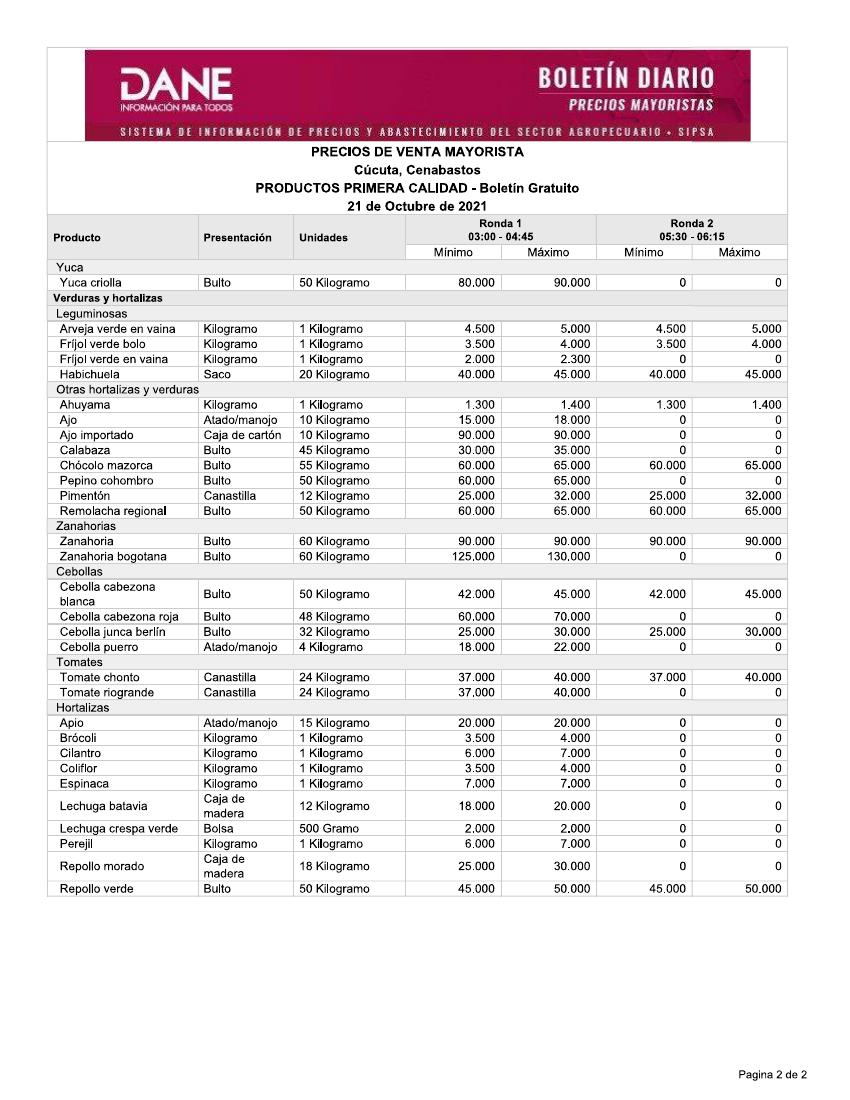 DANE
INFORMACIÓN PARA TODOS
BOLETÍN DIARIO
PRECIOS MAYORISTAS
SISTEMA DE INFORMACIÓN DE PRECIOS Y ABASTECIMIENTO DEL SECTOR AGROPECUARIO • SIPSA
PRECIOS DE VENTA MAYORISTA
Cúcuta, Cenabastos
PRODUCTOS PRIMERA CALIDAD - Boletín Gratuito
21 de Octubre de 2021
Producto Presentación Unidades Ronda 1 Ronda 2
03:00 - 04:45 05:30 - 06:15
Mínimo Máximo Mínimo Máximo
Yuca
Yuca criolla Bulto 50 Kilogramo 80.000 90.000 0 0
Verduras y hortalizas
Leguminosas
Arveja verde en vaina Kilogramo 1 Kilogramo 4.500 5.000 4.500 5.000
Fríjol verde bolo Kilogramo 1 Kilogramo 3.500 4.000 3.500 4.000
Fríjol verde en vaina Kilogramo 1 Kilogramo 2.000 2.300 0 0
Habichuela Saco 20 Kilogramo 40.000 45.000 40.000 45.000
Otras hortalizas y verduras
Ahuyama Kilogramo 1 Kilogramo 1.300 1.400 1.300 1.400
Ajo Atado/manojo 10 Kilogramo 15.000 18.000 0 0
Ajo importado Caja de cartón 10 Kilogramo 90.000 90.000 0 0
Calabaza Bulto 45 Kilogramo 30.000 35.000 0 0
Chócolo mazorca Bulto 55 Kilogramo 60.000 65.000 60.000 65.000
Pepino cohombro Bulto 50 Kilogramo 60.000 65.000 0 0
Pimentón Canastilla 12 Kilogramo 25.000 32.000 25.000 32.000
Remolacha regional Bulto 50 Kilogramo 60.000 65.000 60.000 65.000
Zanahorias
Zanahoria Bulto 60 Kilogramo 90.000 90.000 90.000 90.000
Zanahoria bogotana Bulto 60 Kilogramo 125.000 130.000 0 0
Cebollas
Cebolla cabezona
blanca Bulto 50 Kilogramo 42.000 45.000 42.000 45.000
Cebolla cabezona roja Bulto 48 Kilogramo 60.000 70.000 0 0
Cebolla junca berlín Bulto 32 Kilogramo 25.000 30.000 25.000 30.000
Cebolla puerro Atado/manojo 4 Kilogramo 18.000 22.000 0 0
Tomates
Tomate chonto Canastilla 24 Kilogramo 37.000 40.000 37.000 40.000
Tomate riogrande Canastilla 24 Kilogramo 37.000 40.000 0 0
Hortalizas
Apio Atado/manojo 15 Kilogramo 20.000 20.000 0 0
Brócoli Kilogramo 1 Kilogramo 3.500 4.000 0 0
Cilantro Kilogramo 1 Kilogramo 6.000 7.000 0 0
Coliflor Kilogramo 1 Kilogramo 3.500 4.000 0 0
Espinaca Kilogramo 1 Kilogramo 7.000 7.000 0 0
Lechuga batavia Caja de
madera 12 Kilogramo 18.000 20.000 0 0
Lechuga crespa verde Bolsa 500 Gramo 2.000 2.000 0 0
Perejil Kilogramo 1 Kilogramo 6.000 7.000 0 0
Repollo morado Caja de
madera 18 Kilogramo 25.000 30.000 0 0
Repollo verde Bulto 50 Kilogramo 45.000 50.000 45.000 50.000
Pagina 2 de 2